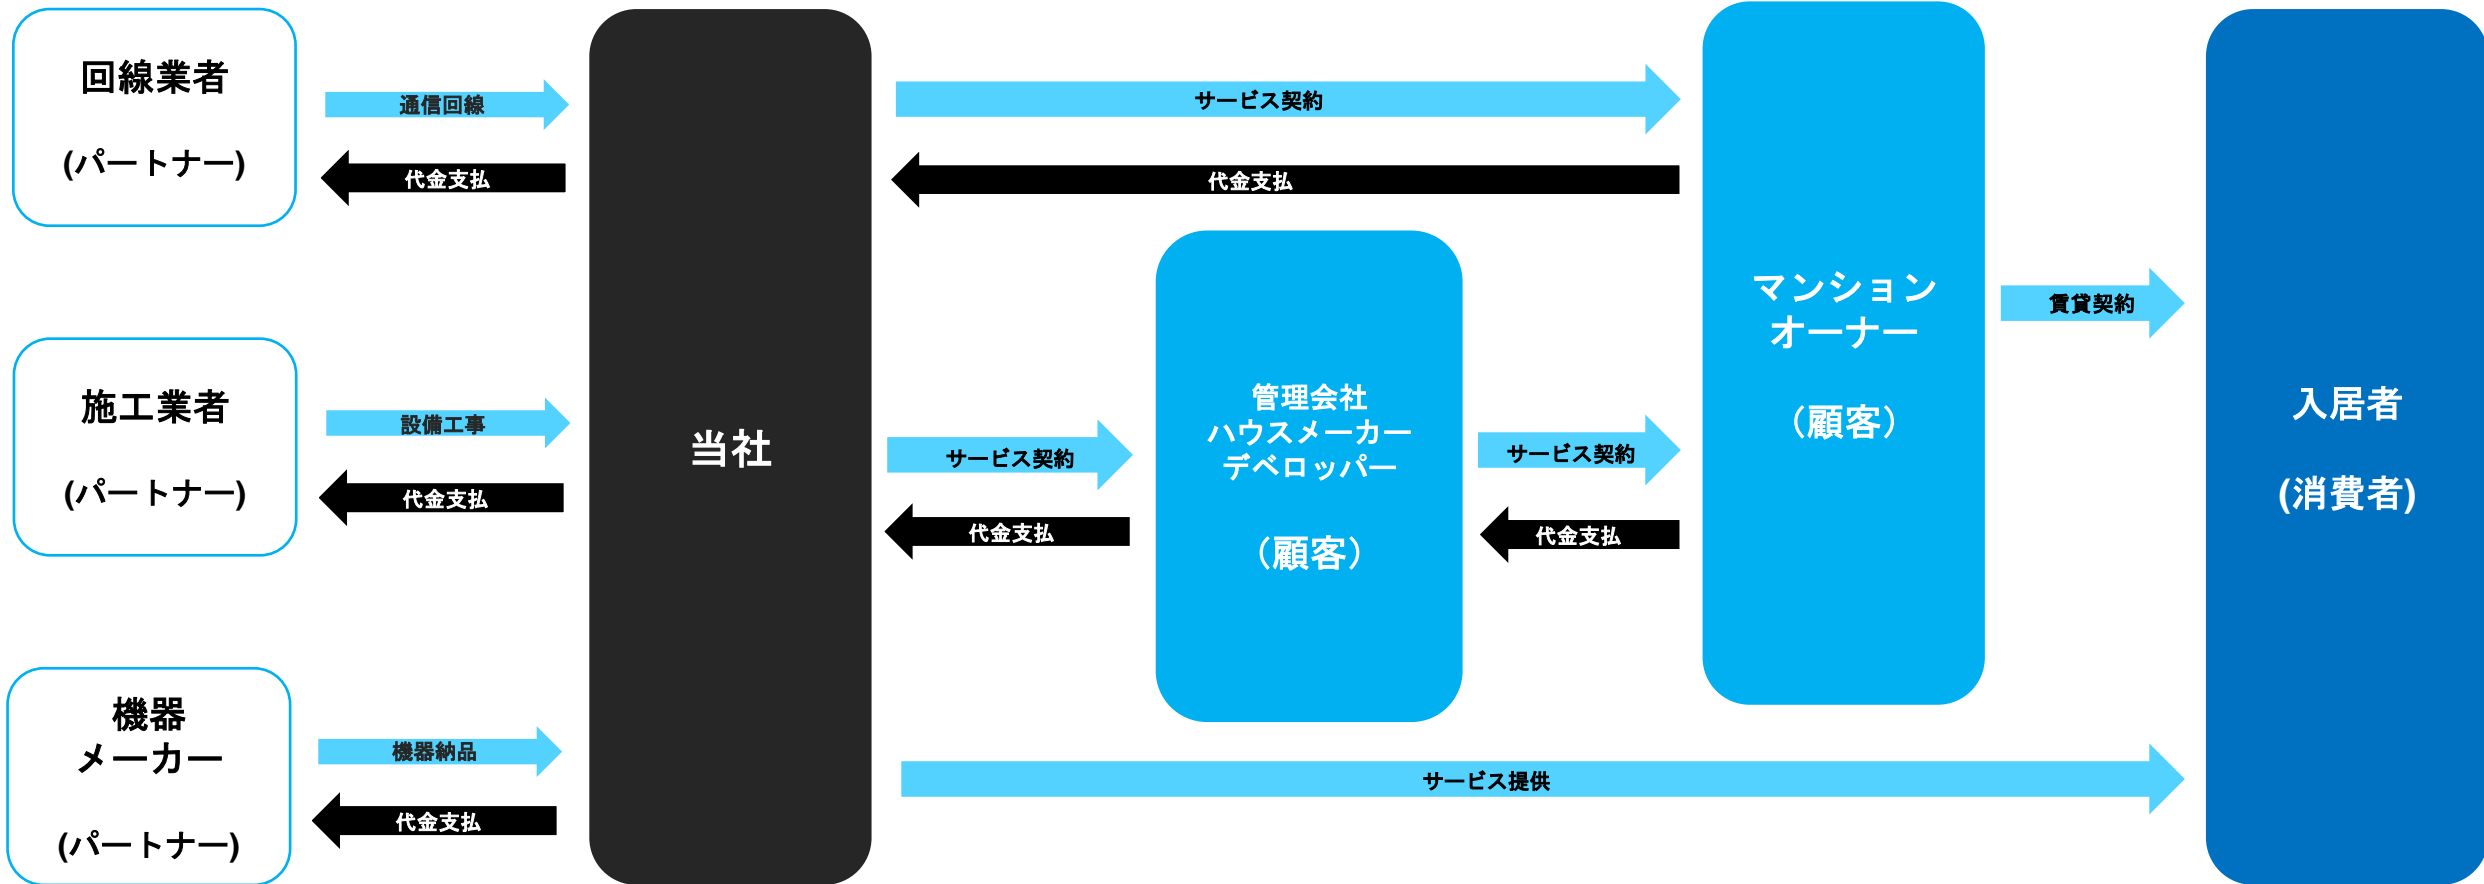 回線業者
(パートナー)
通信回線
代金支払
施工業者
(パートナー)
設備工事
代金支払
機器
メーカー
(パートナー)
機器納品
代金支払
当社
サービス契約
代金支払
サービス契約
代金支払
管理会社
ハウスメーカー
デベロッパー
（顧客）
サービス契約
代金支払
マンション
オーナー
（顧客）
賃貸契約
サービス提供
入居者
(消費者)